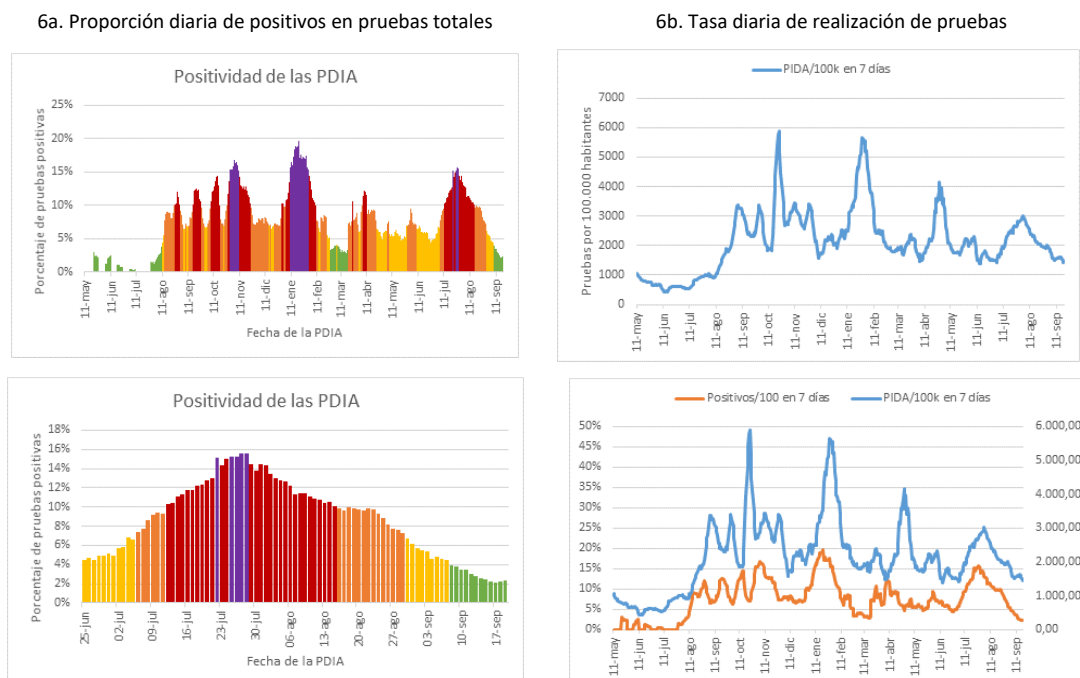 6a. Proporción diaria de positivos en pruebas totales
6b. Tasa diaria de realización de pruebas
Positividad de las PDIA
Porcentaje de pruebas positivas
25%
20%
15%
10%
5%
0%
11-may
11-jun
11-jul
11-ago
11-sep
11-oct
11-nov
11-dic
11-ene
11-feb
11-mar
11-abr
11-may
11-jun
11-jul
11-ago
11-sep
Fecha de la PDIA
PIDA/100k en 7 días
Pruebas por 100.000 habitantes
7000
6000
5000
4000
3000
2000
1000
0
11-may
11-jun
11-jul
11-ago
11-sep
11-oct
11-nov
11-dic
11-ene
11-feb
11-mar
11-abr
11-may
11-jun
11-jul
11-ago
11-sep
Positividad de las PDIA
Porcentaje de pruebas positivas
18%
16%
14%
12%
10%
8%
6%
4%
2%
0%
25-jun
02-jul
09-jul
16-jul
23-jul
30-jul
06-ago
13-ago
20-ago
27-ago
03-sep
10-sep
17-sep
Fecha de la PDIA
Positivos/100 en 7 días
PIDA/100k en 7 días
50%
45%
40%
35%
30%
25%
20%
15%
10%
5%
0%
6.000,00
5.000,00
4.000,00
3.000,00
2.000,00
1.000,00
0,00
11-may
11-jun
11-jul
11-ago
11-sep
11-oct
11-nov
11-dic
11-ene
11-feb
11-mar
11-abr
11-may
11-jun
11-jul
11-ago
11-sep